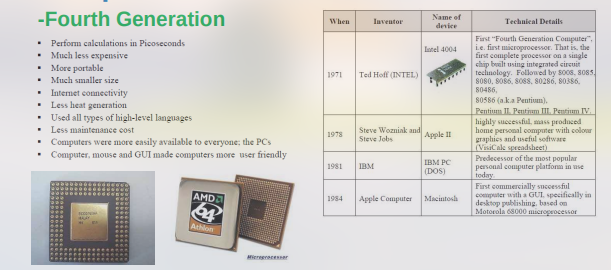 -Fourth Generation
Perform calculations in Picoseconds
Much less expensive
More portable
Much smaller size
Internet connectivity
Less heat generation
Used all types of high-level languages
Less maintenance cost
Computers were more easily available to everyone; the PCs
Computer, mouse and GUI made computers more user friendly
AMD
64
Athlon
Microprocessor
When
Inventor
Name of
device
Technical Details
1971
Ted Hoff (INTEL)
Intel 4004
First "Fourth Generation Computer",
i.e. first microprocessor. That is, the
first complete processor on a single
chip built using integrated circuit
technology. Followed by 8008, 8085,
8080, 8086, 8088, 80286, 80386,
80486,
80586 (a.k.a Pentium),
Pentium II, Pentium III, Pentium IV.
1978
Steve Wozniak and
Steve Jobs
Apple II
highly successful, mass produced
home personal computer with colour
graphics and useful software
(VisiCalc spreadsheet)
1981
IBM
IBM PC
(DOS)
Predecessor of the most popular
personal computer platform in use
today.
1984
Apple Computer
Macintosh
First commercially successful
computer with a GUI, specifically in
desktop publishing, based on
Motorola 68000 microprocessor